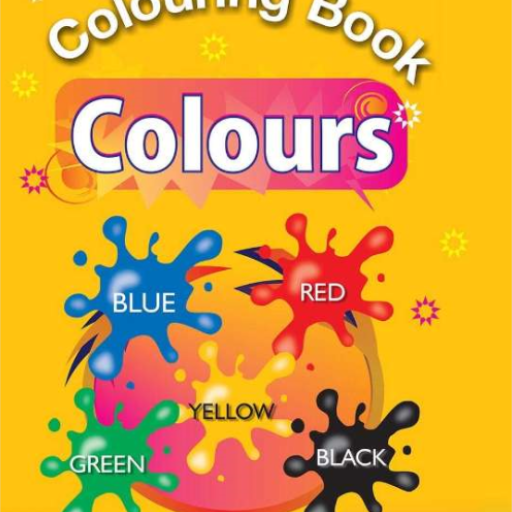 Colouring Book
Colours
BLUE
RED
YELLOW
GREEN
BLACK